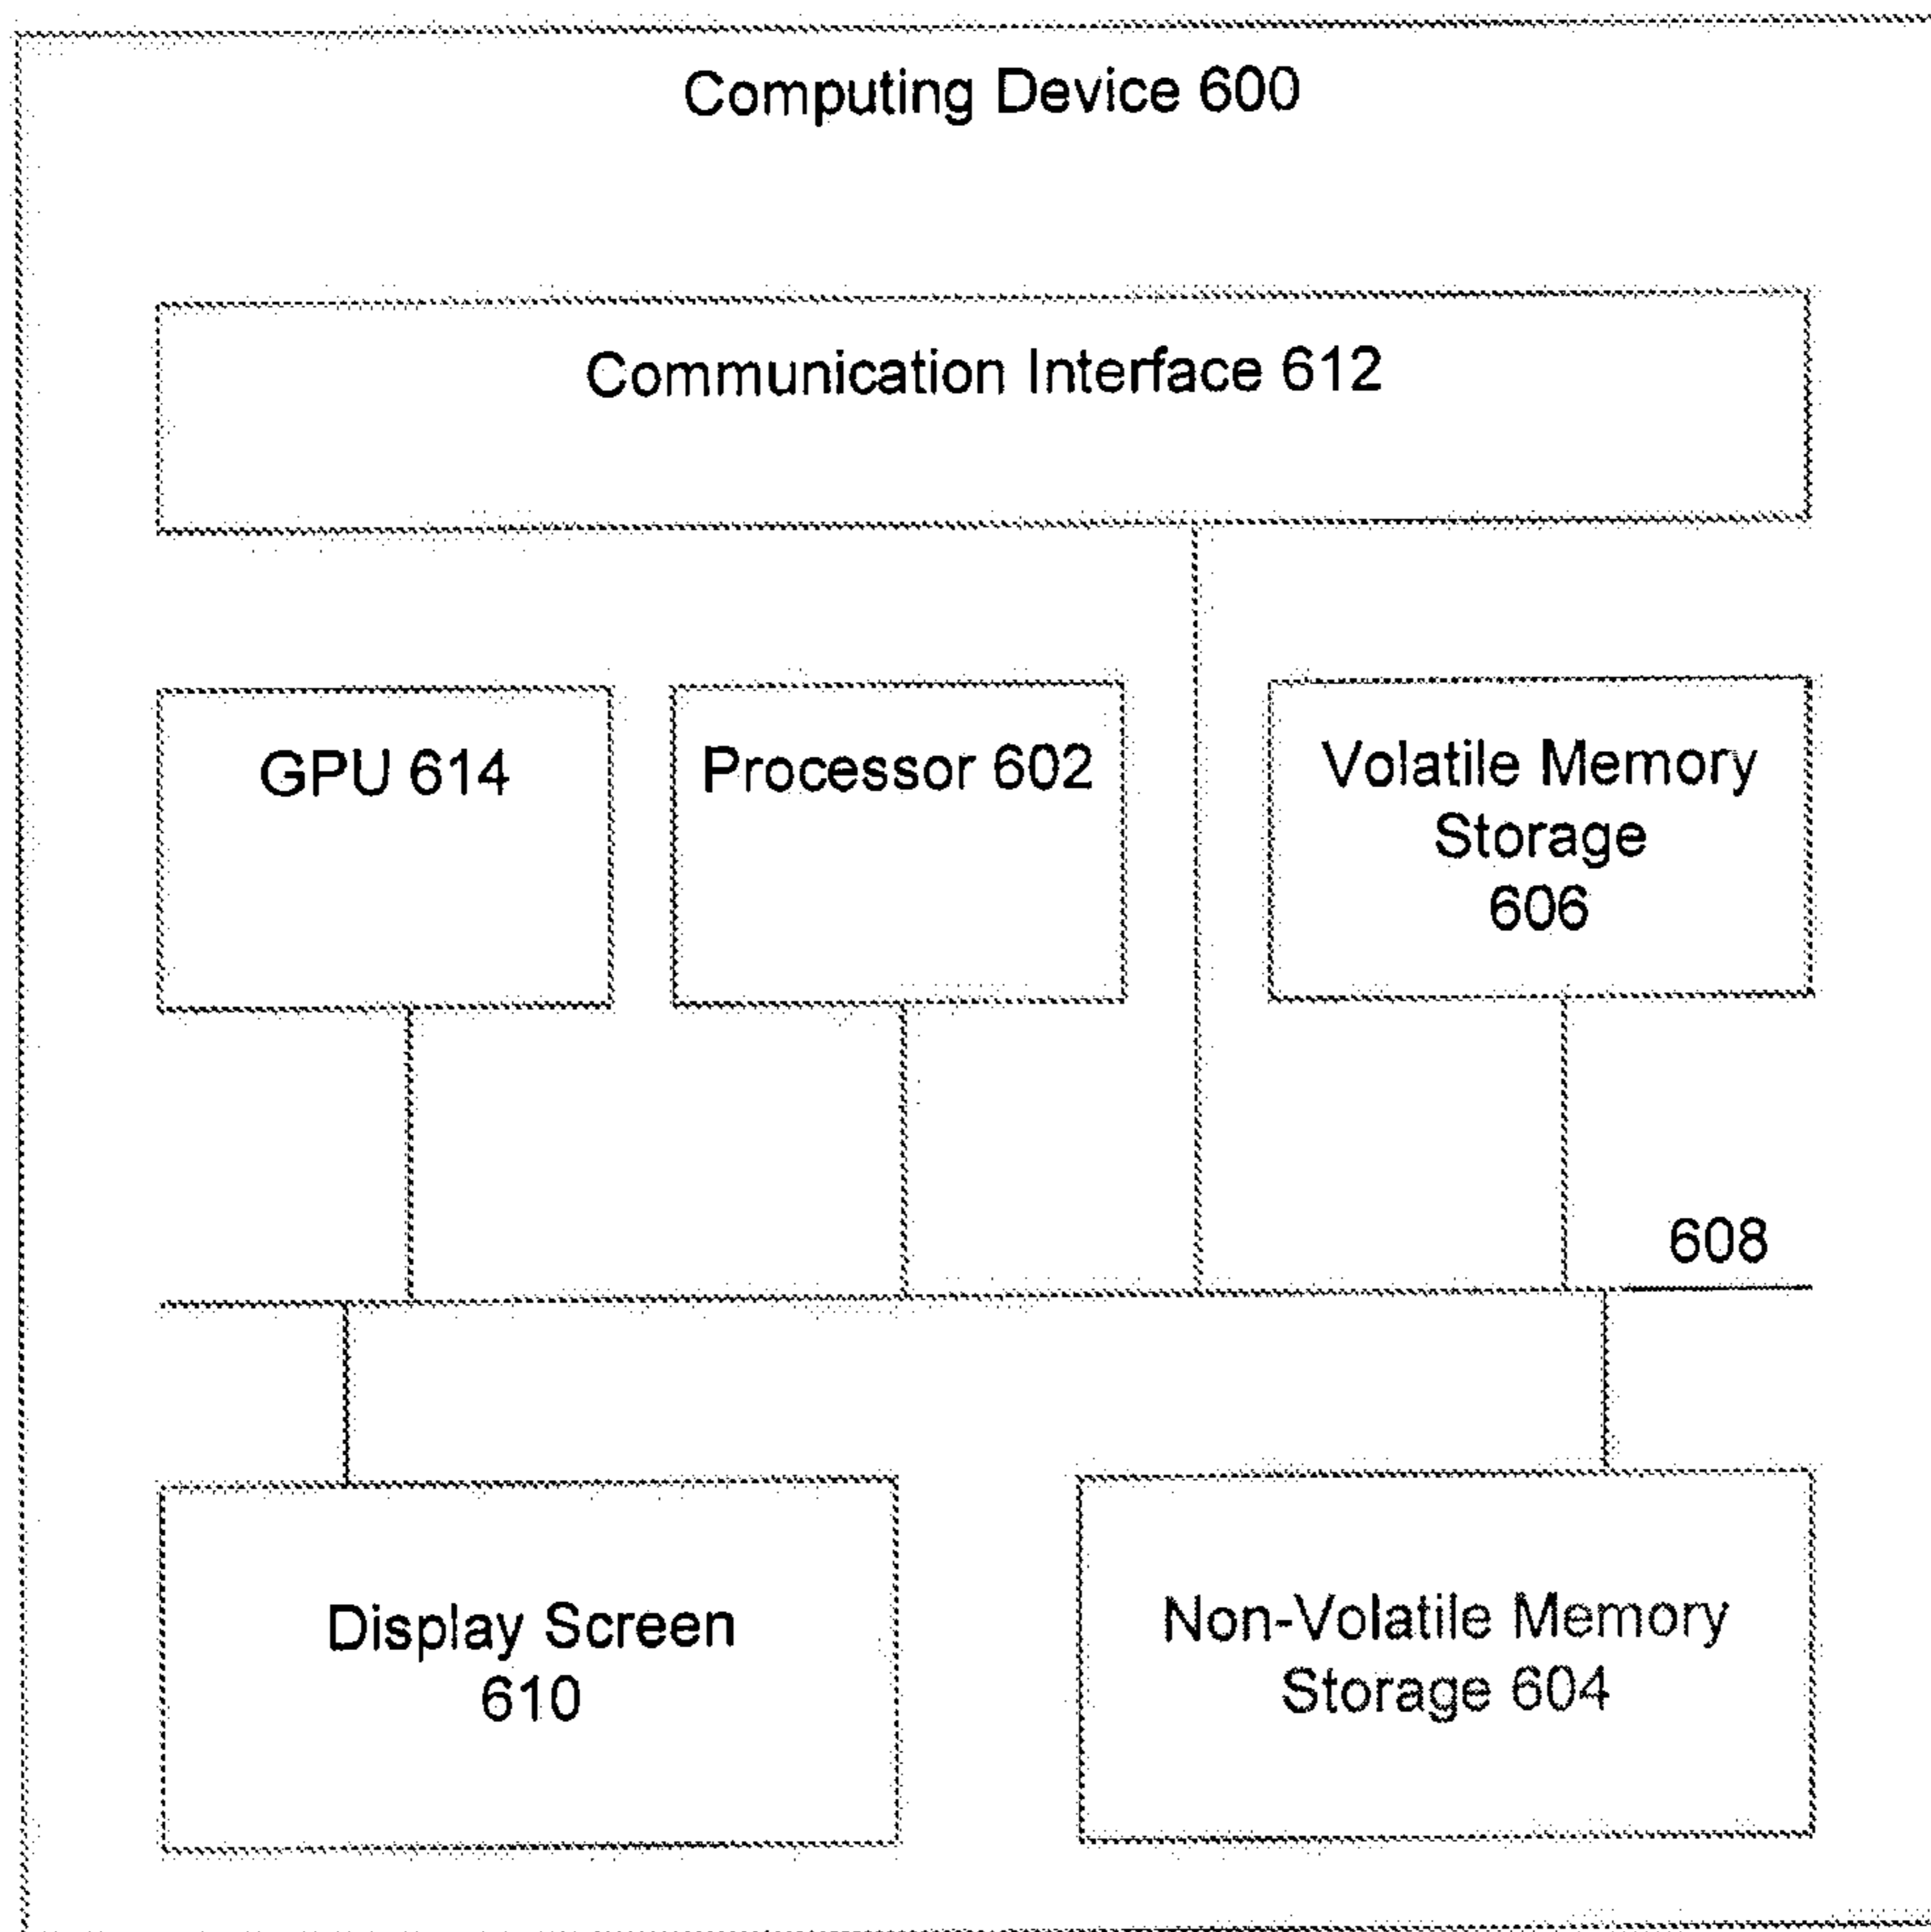 Computing Device 600
Communication Interface 612
GPU 614
Processor 602
Volatile Memory
Storage
606
608
Display Screen
610
Non-Volatile Memory
Storage 604